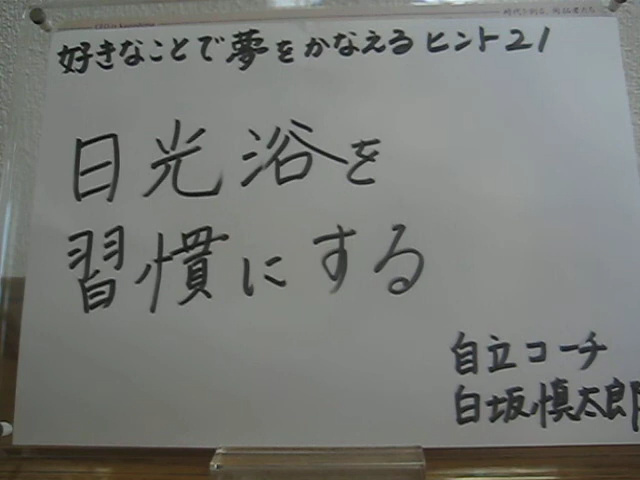 好きなことで夢をかなえるヒント21
日光浴を
習慣にする
自立コーチ
白坂慎太郎